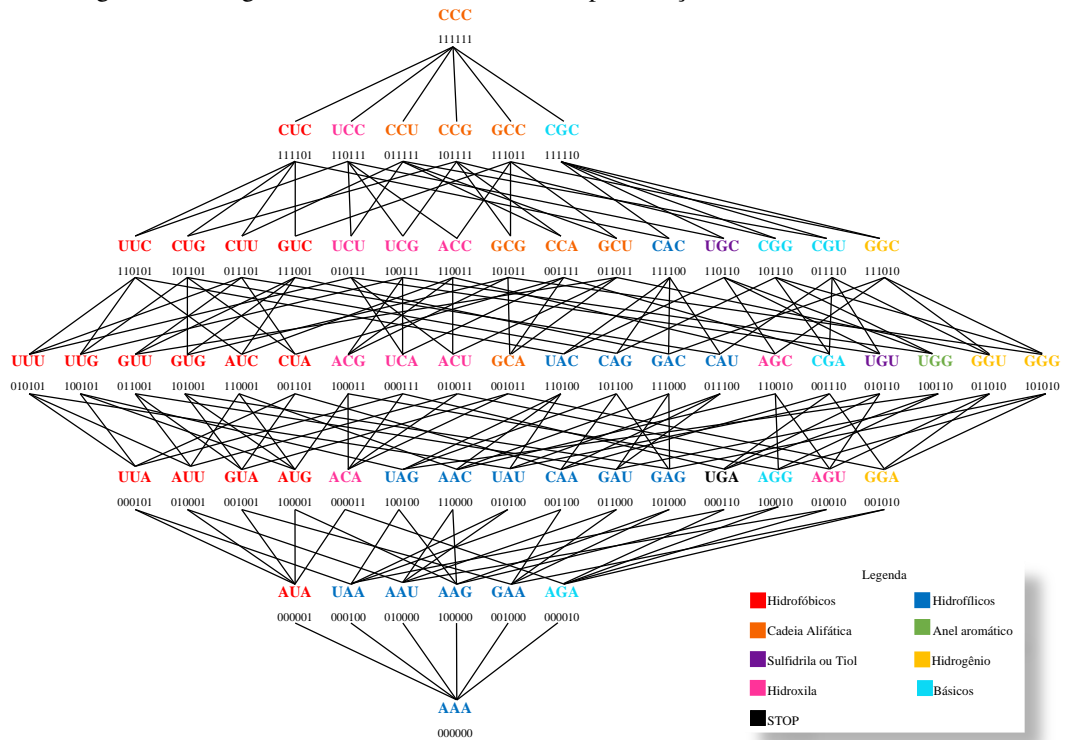 CCC
111111
CUC UCC CCU CCG GCC CGC
111101 110111 011111 101111 111011 111110
UUC CUG CUU GUC UCU UCG ACC GCG CCA GCU CAC UGC CGG CGU GGC
110101 101101 011101 111001 010111 100111 110011 101011 001111 011011 111100 110110 101110 011110 111010
UUU UUG GUU GUG AUC CUA ACG UCA ACU GCA UAC CAG GAC CAU AGC CGA UGU UGG GGU GGG
010101 100101 011001 101001 110001 001101 100011 000111 010011 001011 110100 101100 111000 011100 110010 001110 010110 100110 011010 101010
UUA AUU GUA AUG ACA UAG AAC UAU CAA GAU GAG UGA AGG AGU GGA
000101 010001 001001 100001 000011 100100 110000 010100 001100 011000 101000 000110 100010 010010 001010
AUA UAA AAU AAG GAA AGA
000001 000100 010000 100000 001000 000010
AAA
000000
Legenda
Hidrofóbicos Hidrofílicos
Cadeia Alifática Anel aromático
Sulfidrila ou Tiol Hidrogênio
Hidroxila Básicos
STOP